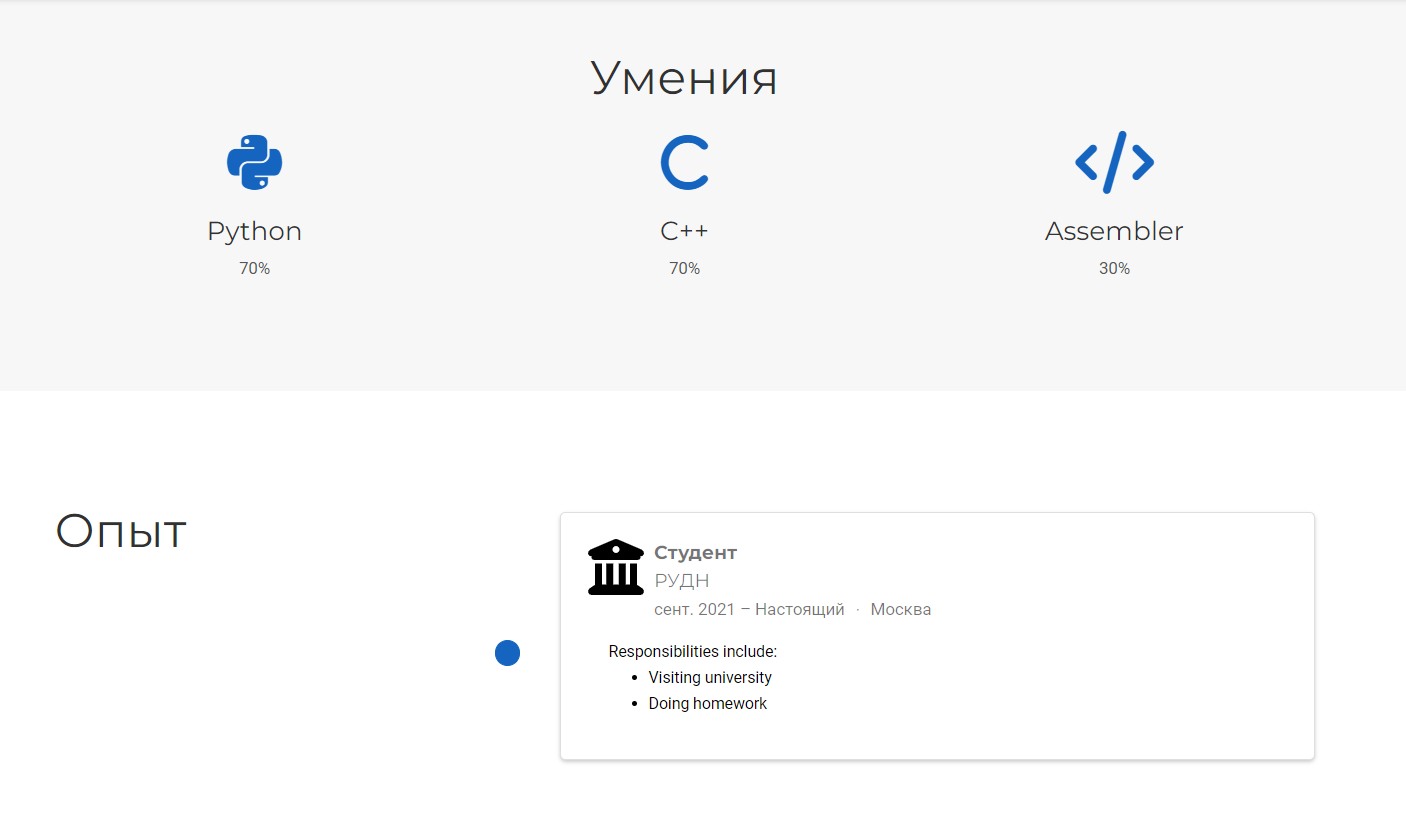 Умения
Python
C++
Assembler
70%
70%
30%
Опыт
Студент
РУДН
сент. 2021 – Настоящий · Москва
Responsibilities include:
• Visiting university
• Doing homework